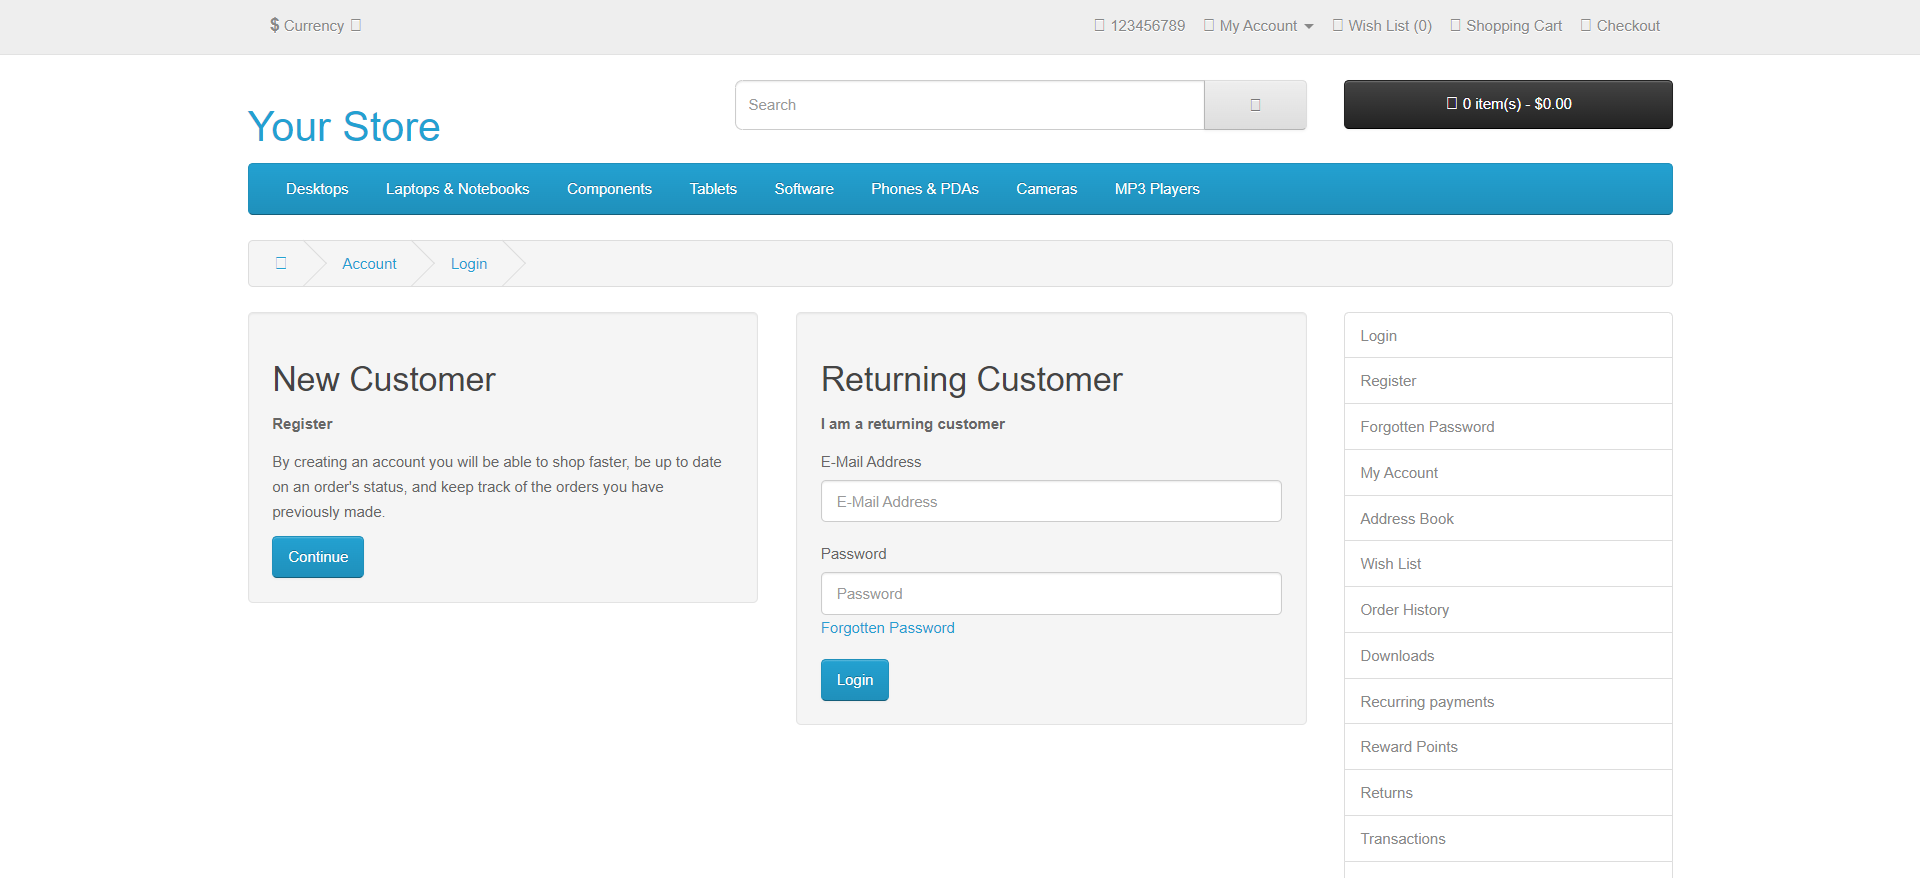 $ Currency
123456789 My Account Wish List (0) Shopping Cart Checkout
Your Store
Search
0 item(s) - $0.00
Desktops Laptops & Notebooks Components Tablets Software Phones & PDAs Cameras MP3 Players
Account Login
New Customer
Register
By creating an account you will be able to shop faster, be up to date
on an order's status, and keep track of the orders you have
previously made.
Continue
Returning Customer
I am a returning customer
E-Mail Address
E-Mail Address
Password
Password
Forgotten Password
Login
Login
Register
Forgotten Password
My Account
Address Book
Wish List
Order History
Downloads
Recurring payments
Reward Points
Returns
Transactions